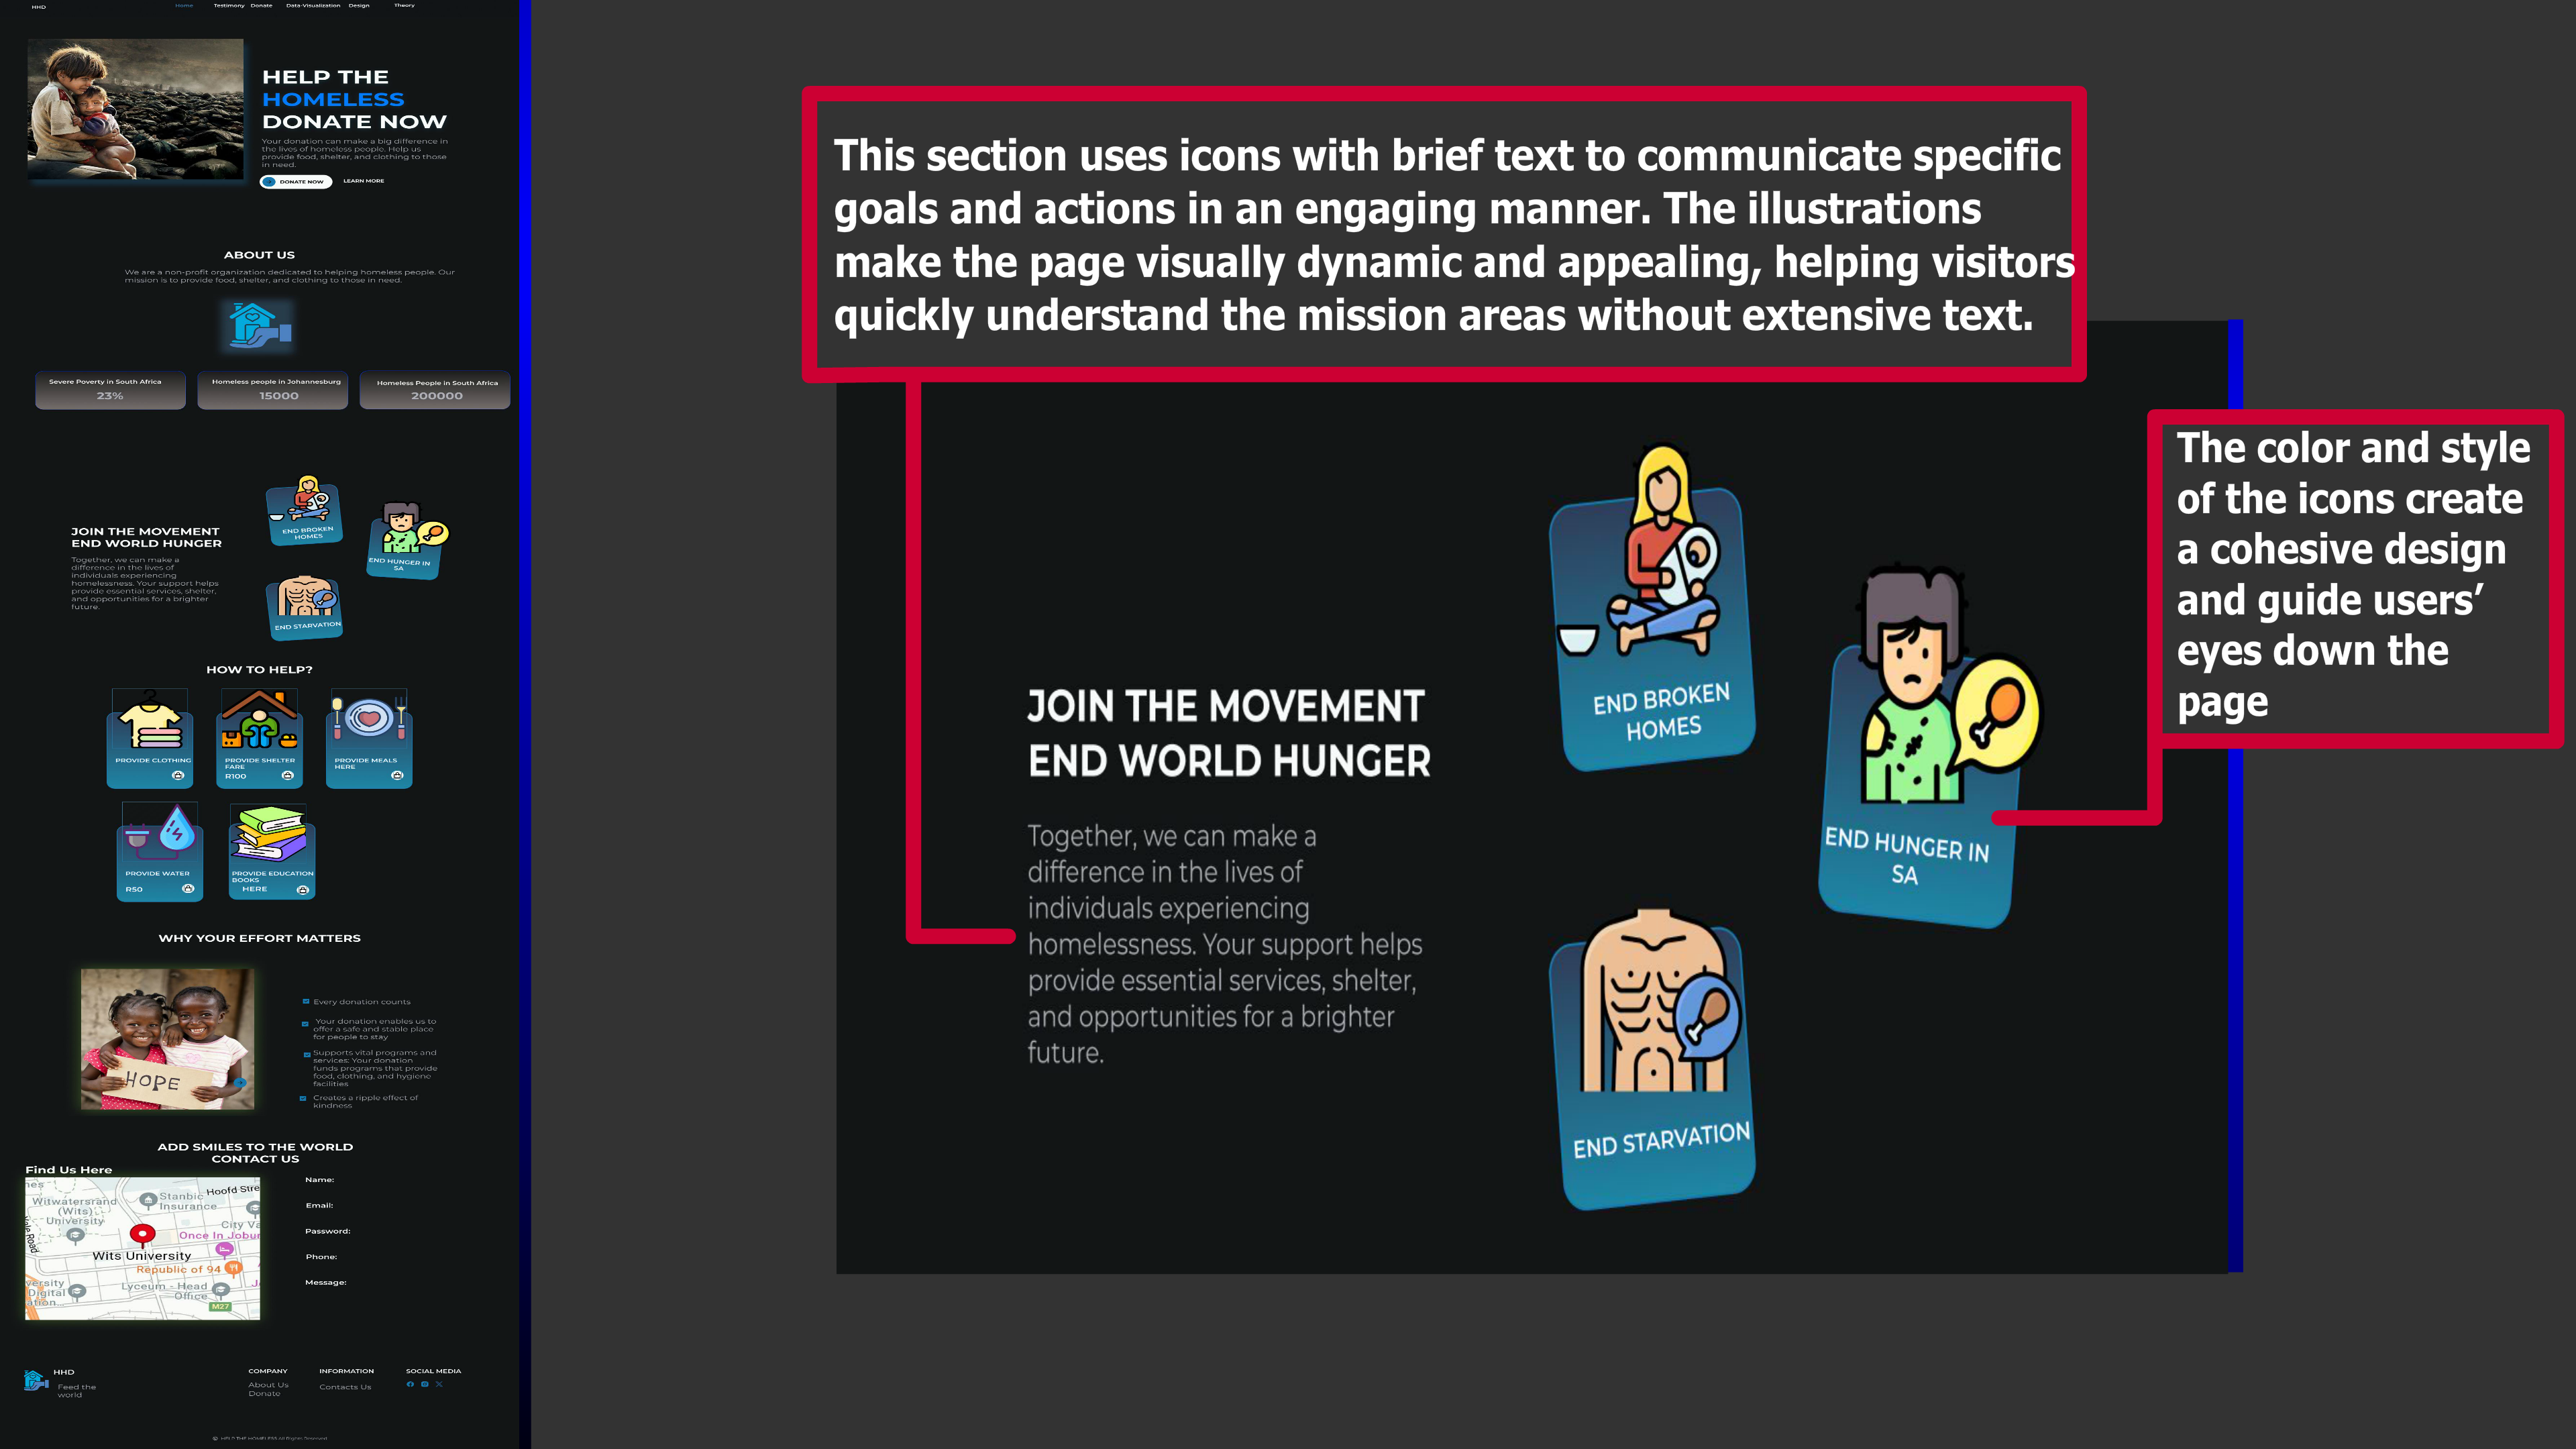 HHD
Home Testimony Donate Data-Visualization Design Theory
HELP THE
HOMELESS
DONATE NOW
Your donation can make a big difference in
the lives of homeless people. Help us
provide food, shelter, and clothing to those
in need.
DONATE NOW LEARN MORE
ABOUT US
We are a non-profit organization dedicated to helping homeless people. Our
mission is to provide food, shelter, and clothing to those in need.
Severe Poverty in South Africa
23%
Homeless people in Johannesburg
15000
Homeless People in South Africa
200000
JOIN THE MOVEMENT
END WORLD HUNGER
Together, we can make a
difference in the lives of
individuals experiencing
homelessness. Your support helps
provide essential services, shelter,
and opportunities for a brighter
future.
END BROKEN
HOMES
END HUNGER IN
SA
END STARVATION
HOW TO HELP?
PROVIDE CLOTHING
PROVIDE SHELTER
FARE
R100
PROVIDE MEALS
HERE
PROVIDE WATER
R50
PROVIDE EDUCATION
BOOKS
HERE
WHY YOUR EFFORT MATTERS
HOPE
Every donation counts
Your donation enables us to
offer a safe and stable place
for people to stay
Supports vital programs and
services: Your donation
funds programs that provide
food, clothing, and hygiene
facilities
Creates a ripple effect of
kindness
ADD SMILES TO THE WORLD
CONTACT US
Find Us Here
Witwatersrand
(Wits)
University
Stanbic
Insurance
Hoofd Stre
City Va
Road
Once In Jobur
Wits University
Republic of 94
versity
Digital
ation...
Lyceum - Head
Office
M27
Name:
Email:
Password:
Phone:
Message:
HHD
Feed the
world
COMPANY
About Us
Donate
INFORMATION
Contacts Us
SOCIAL MEDIA
© HELP THE HOMELESS All Rights Reserved
This section uses icons with brief text to communicate specific
goals and actions in an engaging manner. The illustrations
make the page visually dynamic and appealing, helping visitors
quickly understand the mission areas without extensive text.
The color and style
of the icons create
a cohesive design
and guide users’
eyes down the
page
JOIN THE MOVEMENT
END WORLD HUNGER
Together, we can make a
difference in the lives of
individuals experiencing
homelessness. Your support helps
provide essential services, shelter,
and opportunities for a brighter
future.
END BROKEN
HOMES
END HUNGER IN
SA
END STARVATION